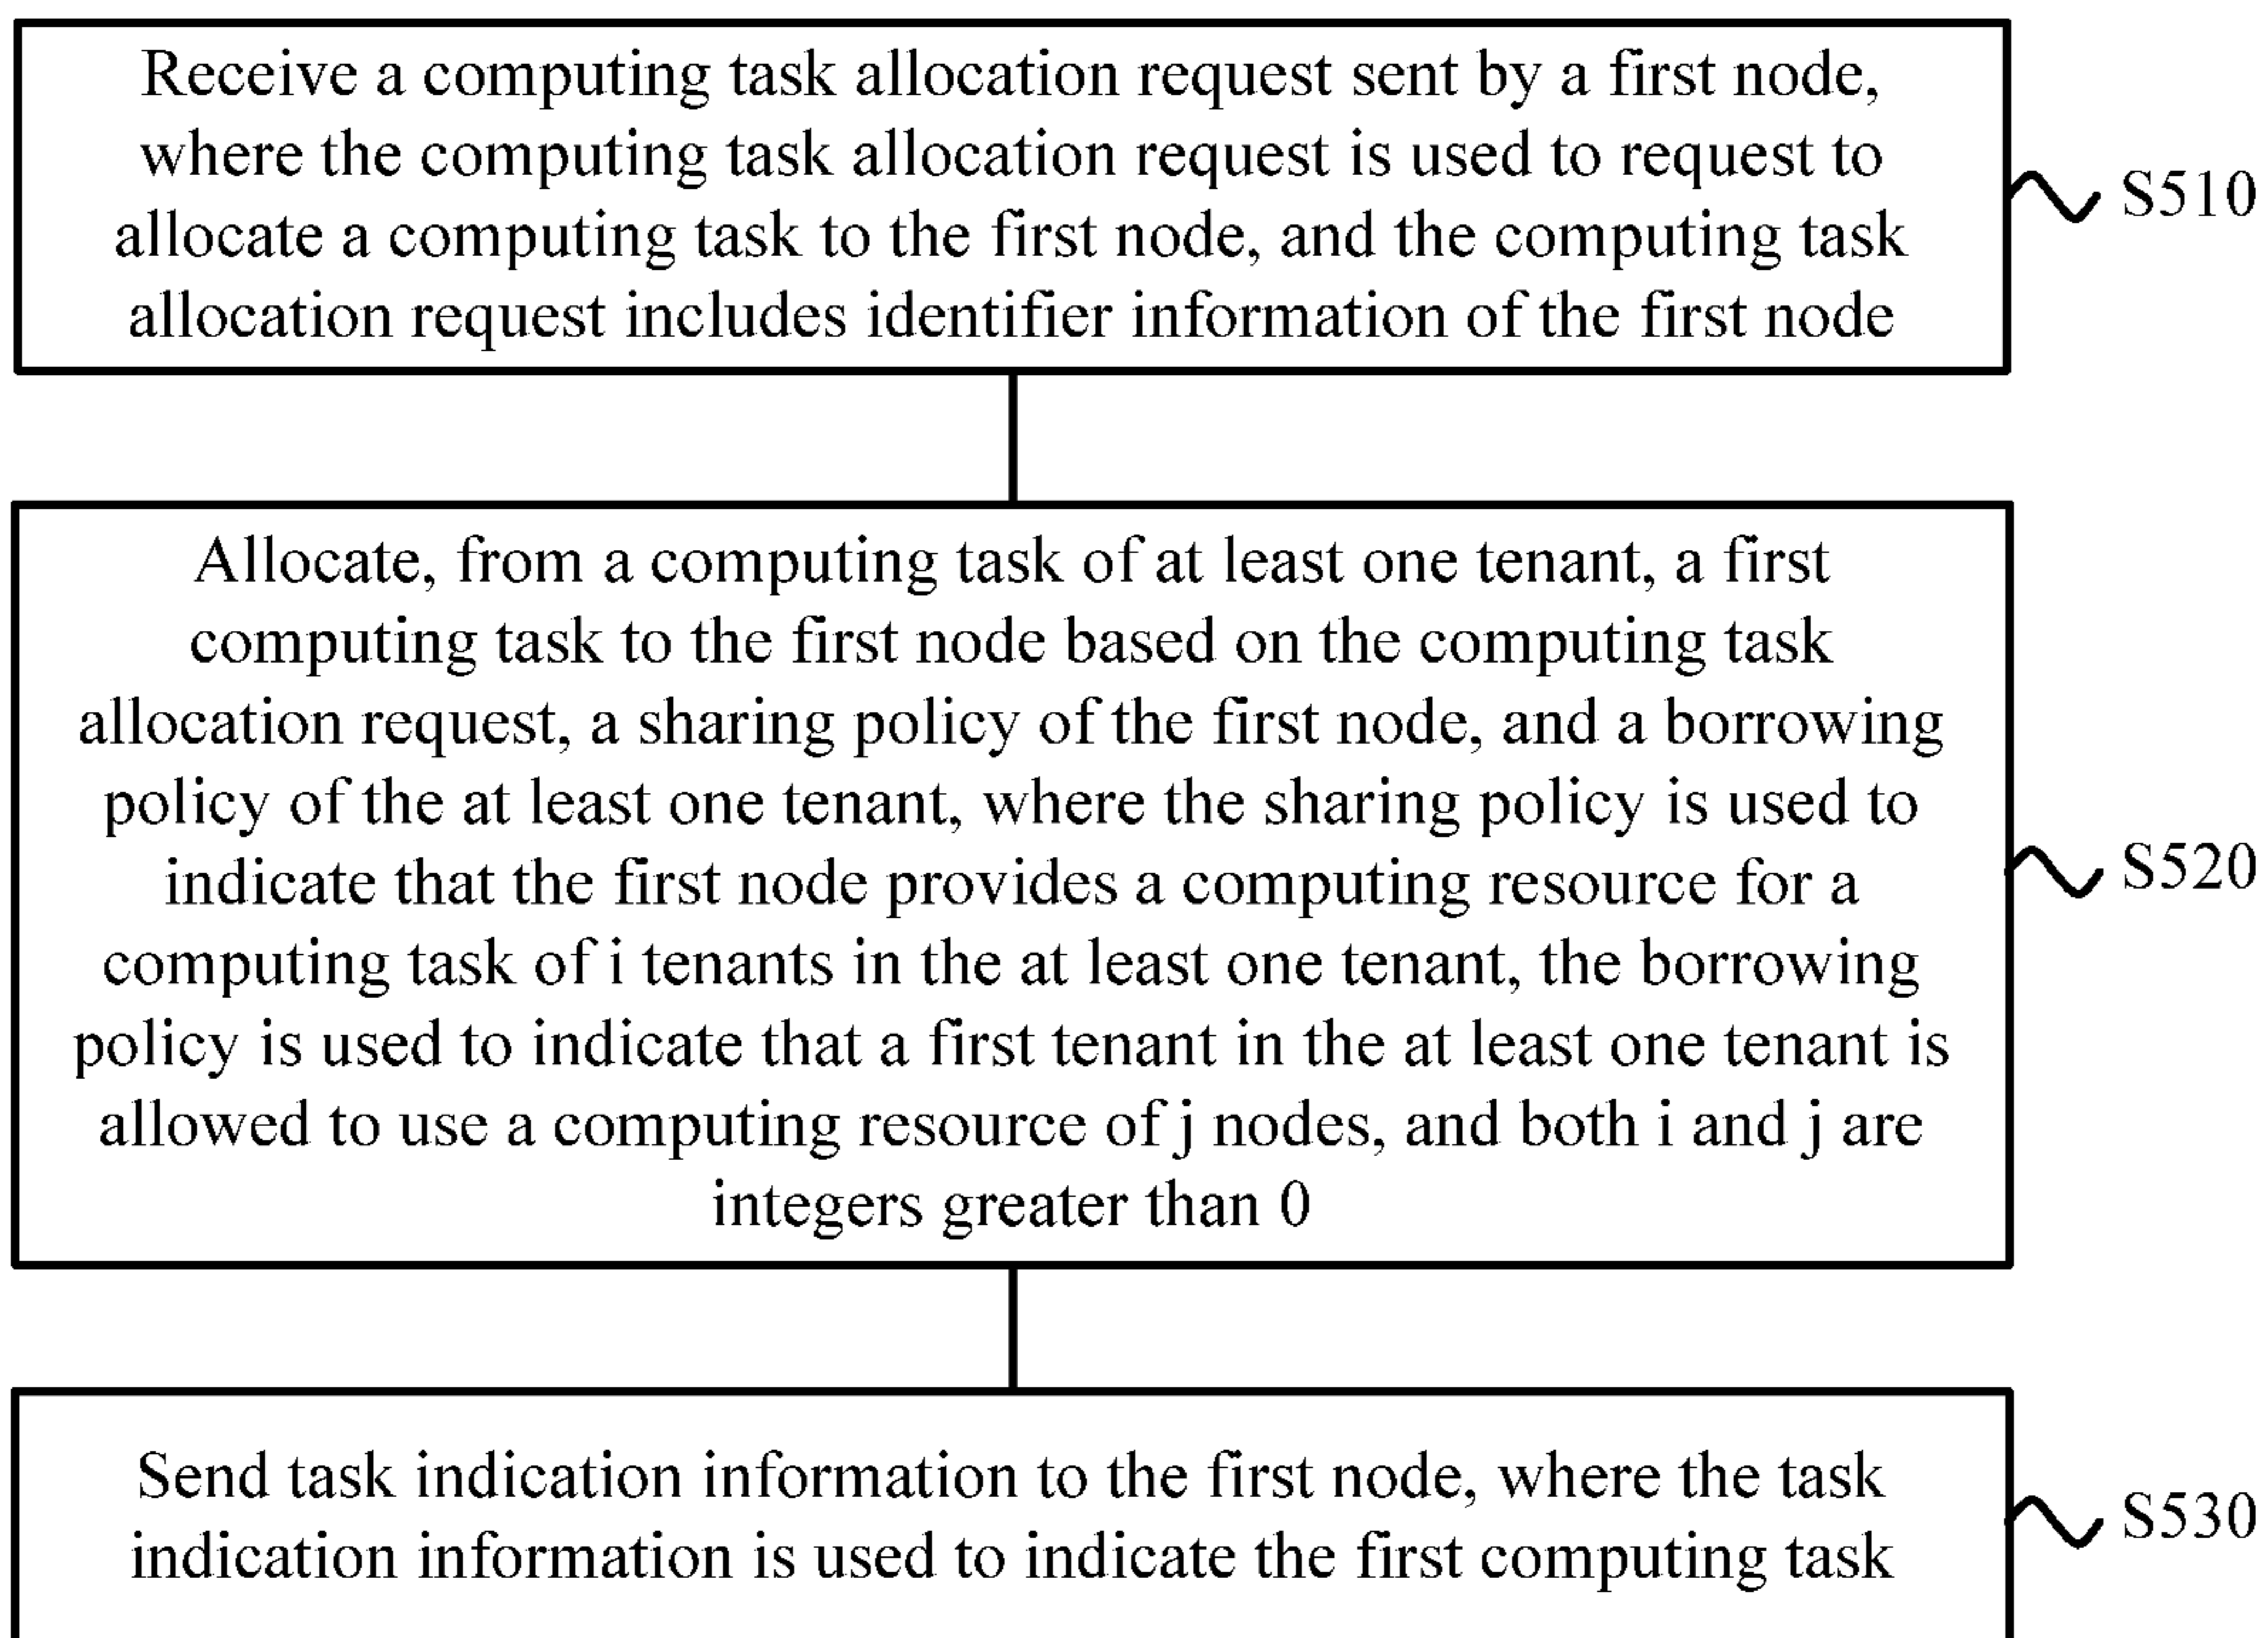 Receive a computing task allocation request sent by a first node,
where the computing task allocation request is used to request to
allocate a computing task to the first node, and the computing task
allocation request includes identifier information of the first node
S510
Allocate, from a computing task of at least one tenant, a first
computing task to the first node based on the computing task
allocation request, a sharing policy of the first node, and a borrowing
policy of the at least one tenant, where the sharing policy is used to
indicate that the first node provides a computing resource for a
computing task of i tenants in the at least one tenant, the borrowing
policy is used to indicate that a first tenant in the at least one tenant is
allowed to use a computing resource of j nodes, and both i and j are
integers greater than 0
S520
Send task indication information to the first node, where the task
indication information is used to indicate the first computing task
S530